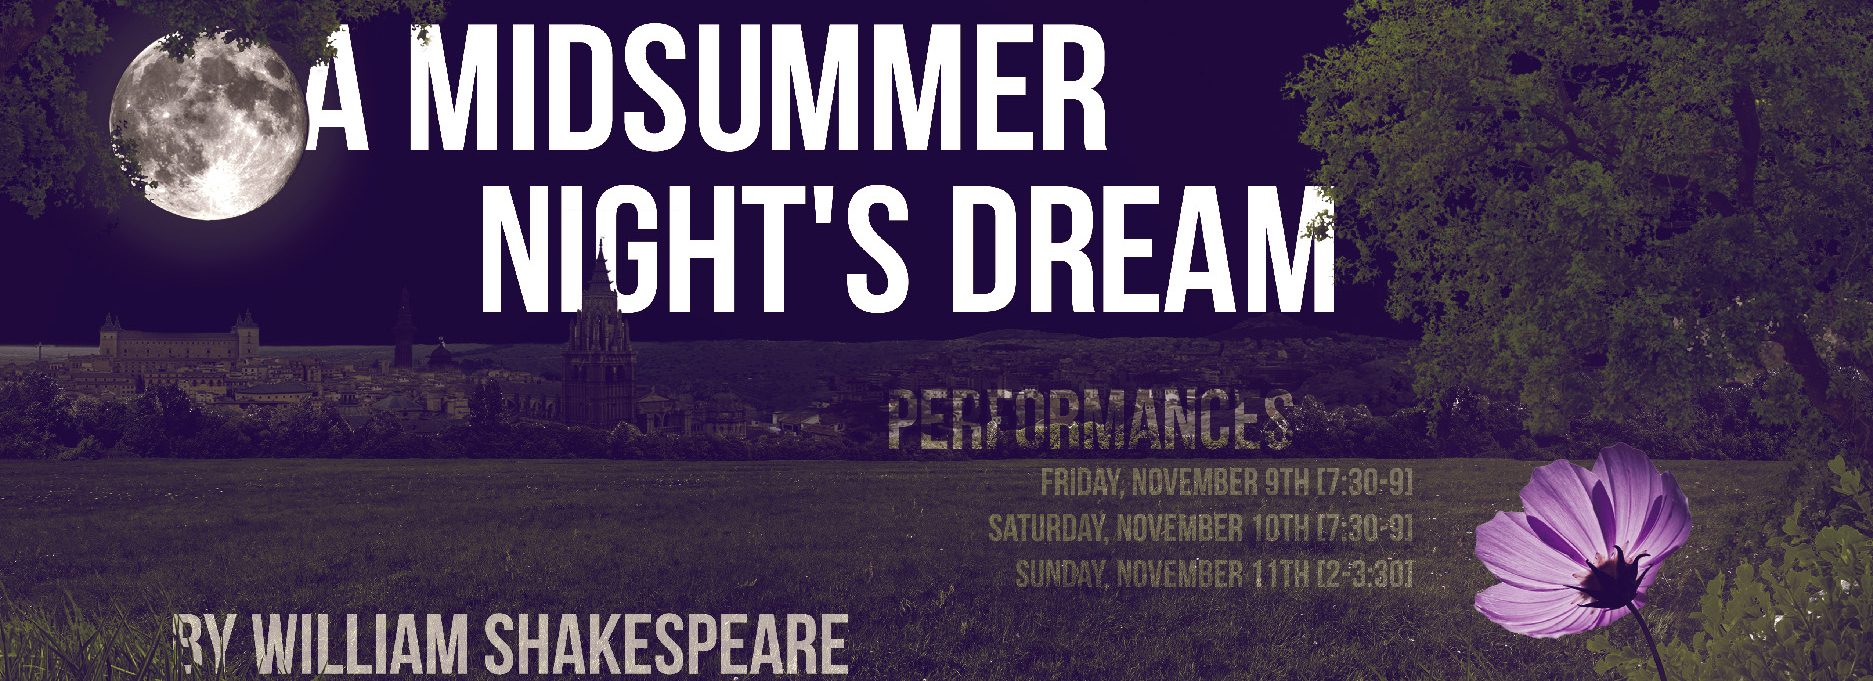 A MIDSUMMER
NIGHT'S DREAM
PERFORMANCES
FRIDAY, NOVEMBER 9TH [7:30-9]
SATURDAY, NOVEMBER 10TH [7:30-9]
SUNDAY, NOVEMBER 11TH [2-3:30]
BY WILLIAM SHAKESPEARE